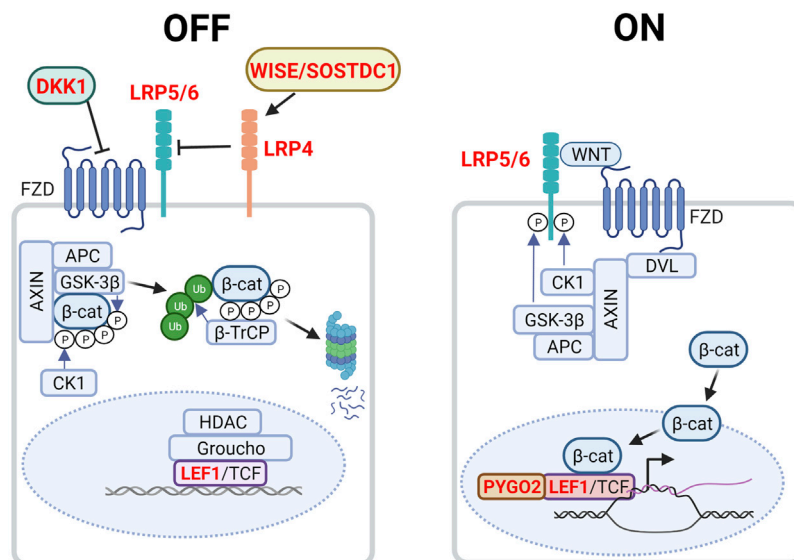 OFF
ON
DKK1
WISE/SOSTDC1
LRP5/6
LRP4
FZD
AXIN
APC
GSK-3β
β-cat
P
P
P
P
P
CK1
Ub
Ub
Ub
β-cat
P
P
P
P
β-TrCP
HDAC
Groucho
LEF1/TCF
LRP5/6
WNT
FZD
P
P
CK1
DVL
AXIN
GSK-3β
APC
β-cat
β-cat
β-cat
PYGO2
LEF1/TCF